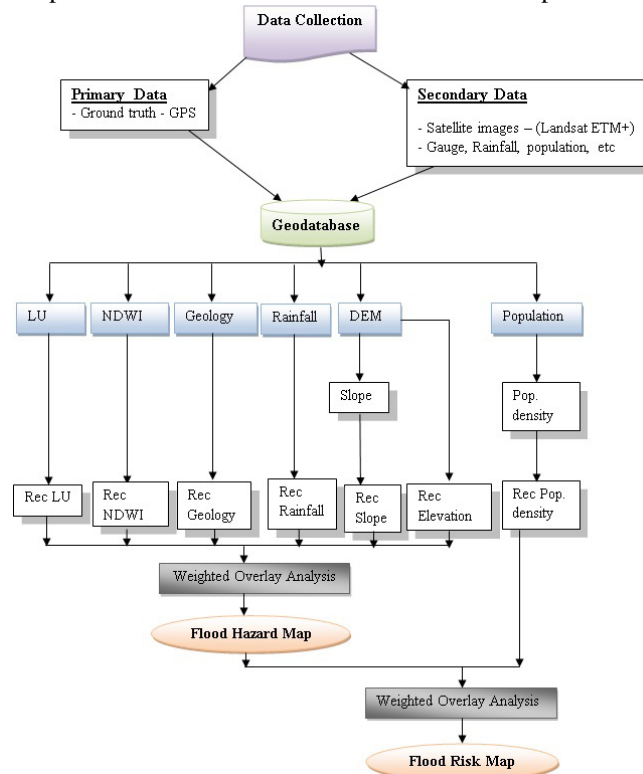 Data Collection
Primary Data
- Ground truth - GPS
Secondary Data
- Satellite images – (Landsat ETM+)
- Gauge, Rainfall, population, etc
Geodatabase
LU
NDWI
Geology
Rainfall
DEM
Population
Slope
Pop.
density
Rec LU
Rec
NDWI
Rec
Geology
Rec
Rainfall
Rec
Slope
Rec
Elevation
Rec Pop.
density
Weighted Overlay Analysis
Flood Hazard Map
Weighted Overlay Analysis
Flood Risk Map